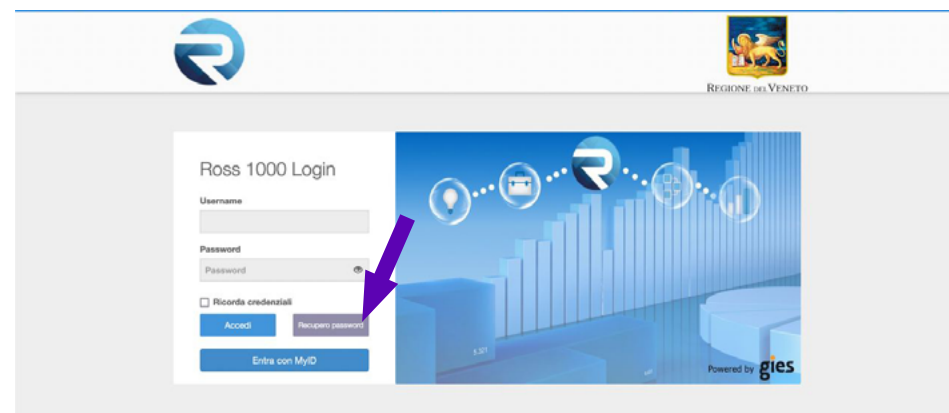 REGIONE DEL VENETO
Ross 1000 Login
Username
Password
Password
Ricorda credenziali
Accedi
Recupero password
Entra con MyID
Powered by gies